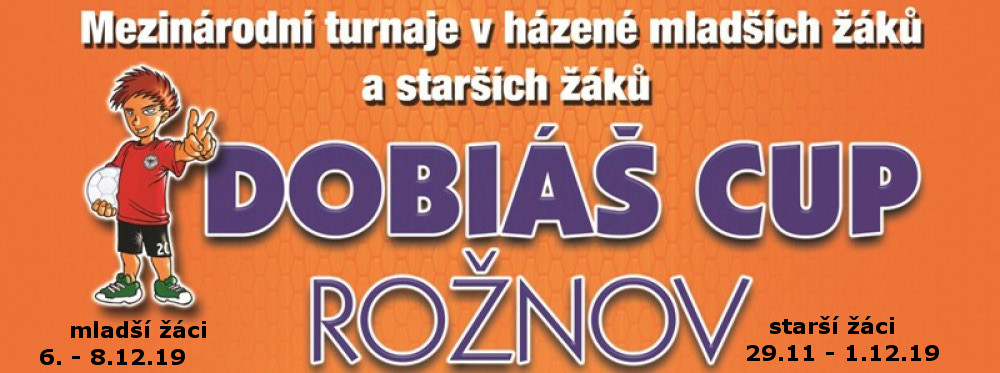 Mezinárodní turnaje v házené mladších žáků
a starších žáků
DOBIÁŠ CUP
ROŽNOV
mladší žáci
6. - 8.12.19
starší žáci
29.11 - 1.12.19
20